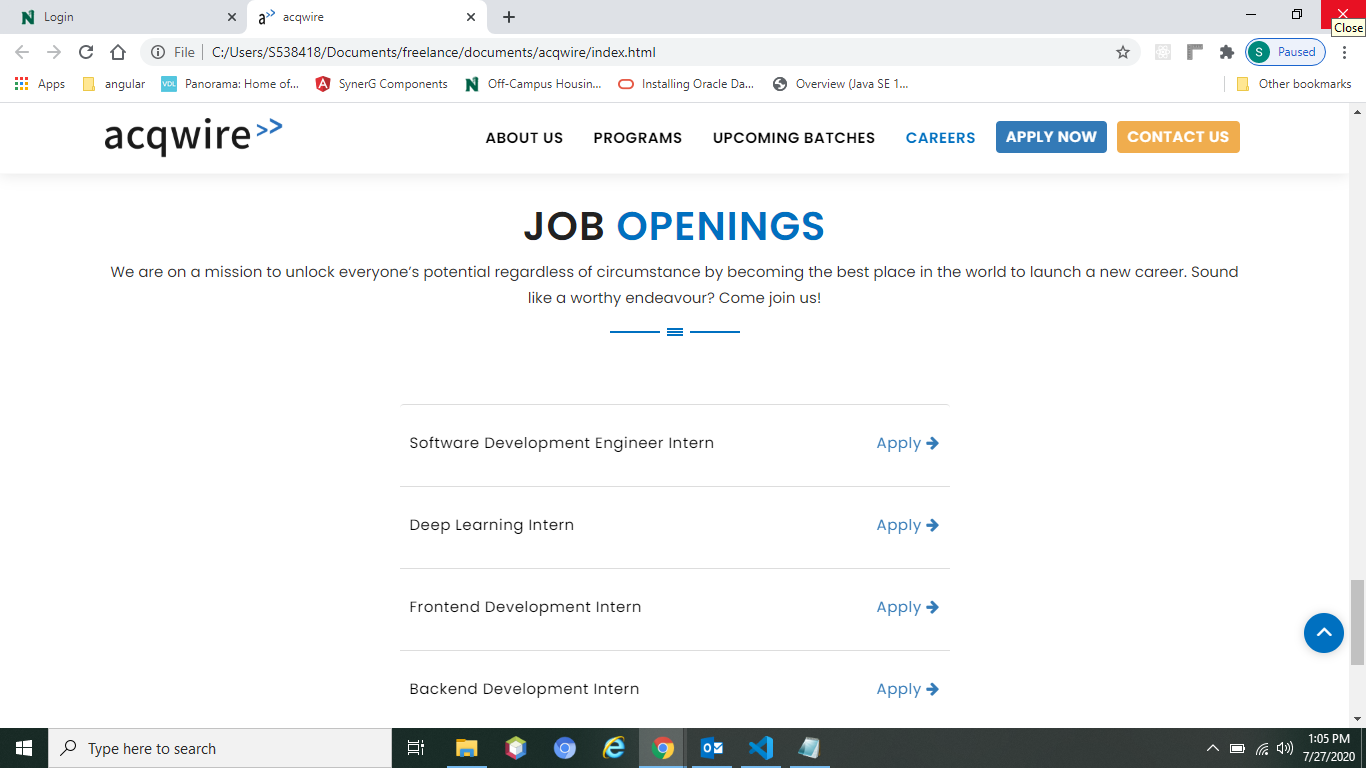 Login
acqwire
Close
File
C:/Users/S538418/Documents/freelance/documents/acqwire/index.html
S
Paused
Apps
angular
VDL
Panorama: Home of...
SynerG Components
N
Off-Campus Housin...
Installing Oracle Da...
Overview (Java SE 1...
Other bookmarks
acqwire>>
ABOUT US
PROGRAMS
UPCOMING BATCHES
CAREERS
APPLY NOW
CONTACT US
JOB OPENINGS
We are on a mission to unlock everyone’s potential regardless of circumstance by becoming the best place in the world to launch a new career. Sound
like a worthy endeavour? Come join us!
Software Development Engineer Intern
Apply
Deep Learning Intern
Apply
Frontend Development Intern
Apply
Backend Development Intern
Apply
Type here to search
1:05 PM
7/27/2020